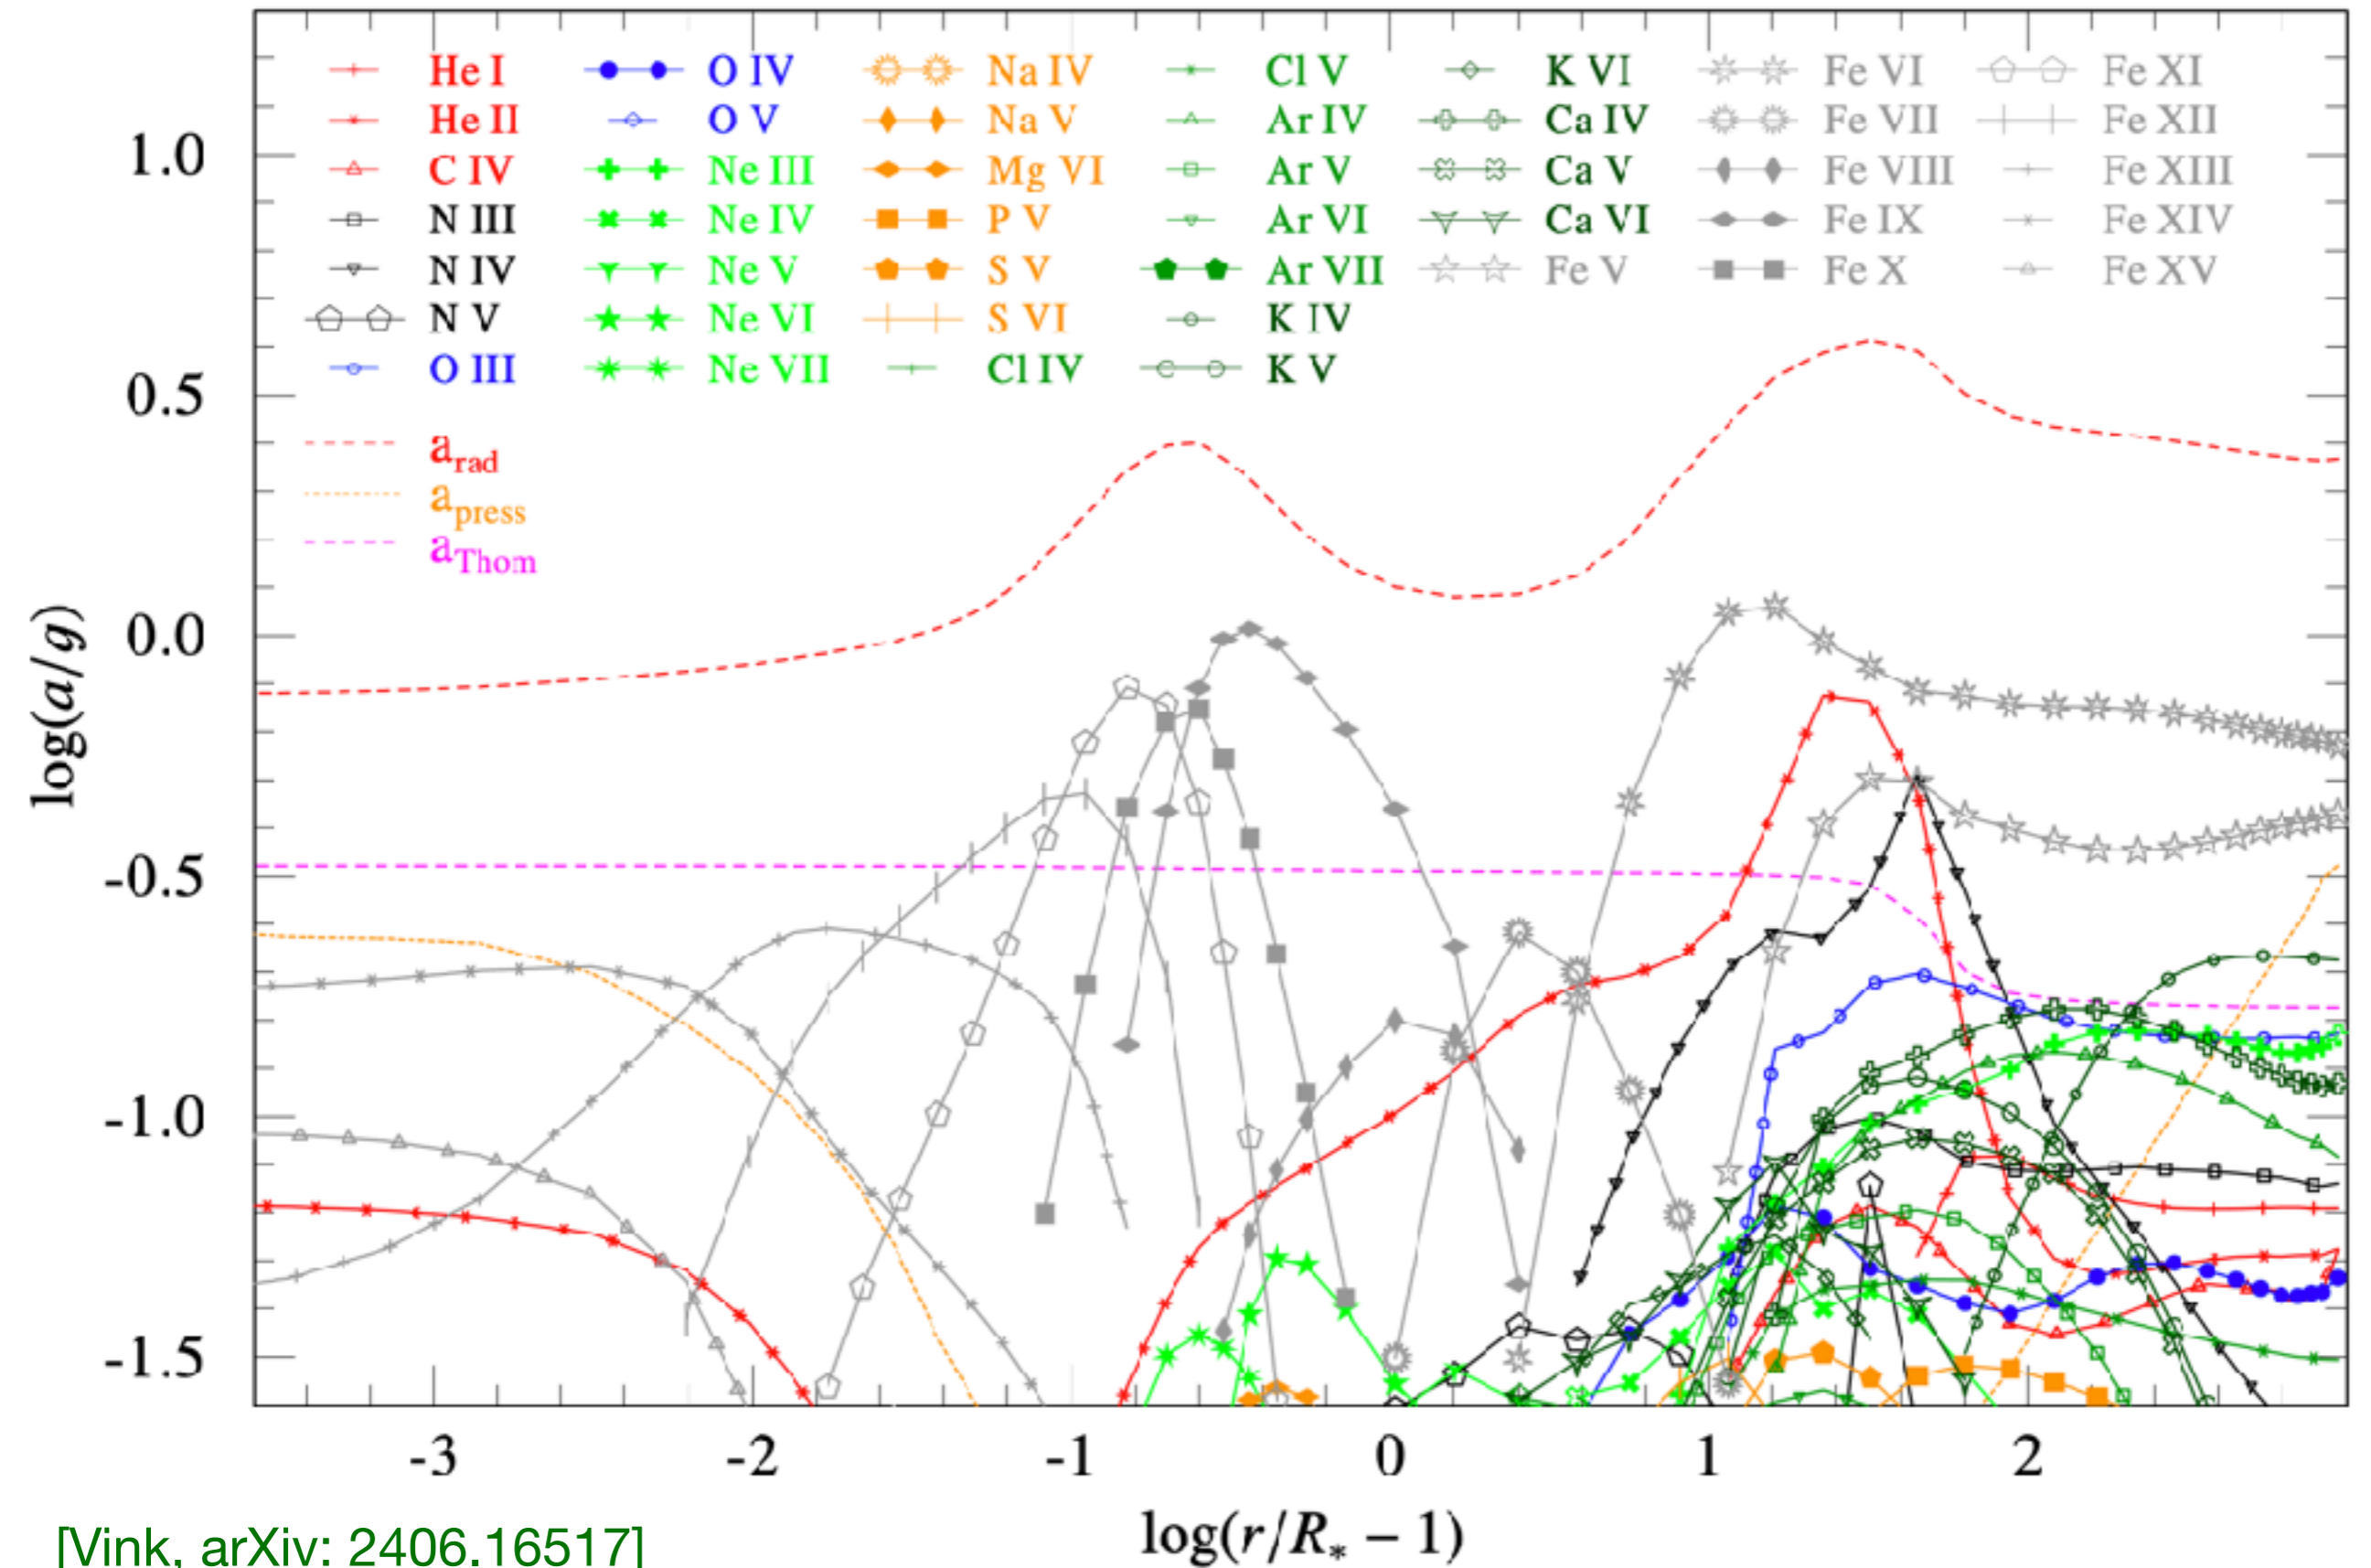 He I O IV Na IV Cl V K VI Fe VI Fe XI
He II O V Na V Ar IV Ca IV Fe VII Fe XII
C IV Ne III Mg VI Ar V Ca V Fe VIII Fe XIII
N III Ne IV P V Ar VI Ca VI Fe IX Fe XIV
N IV Ne V S V Ar VII Fe V Fe X Fe XV
N V Ne VI S VI K IV
O III Ne VII Cl IV K V
a_rad
a_press
a_Thom
1.0
0.5
0.0
-0.5
-1.0
-1.5
log(a/g)
-3 -2 -1 0 1 2
log(r/R_* − 1)
[Vink, arXiv: 2406.16517]